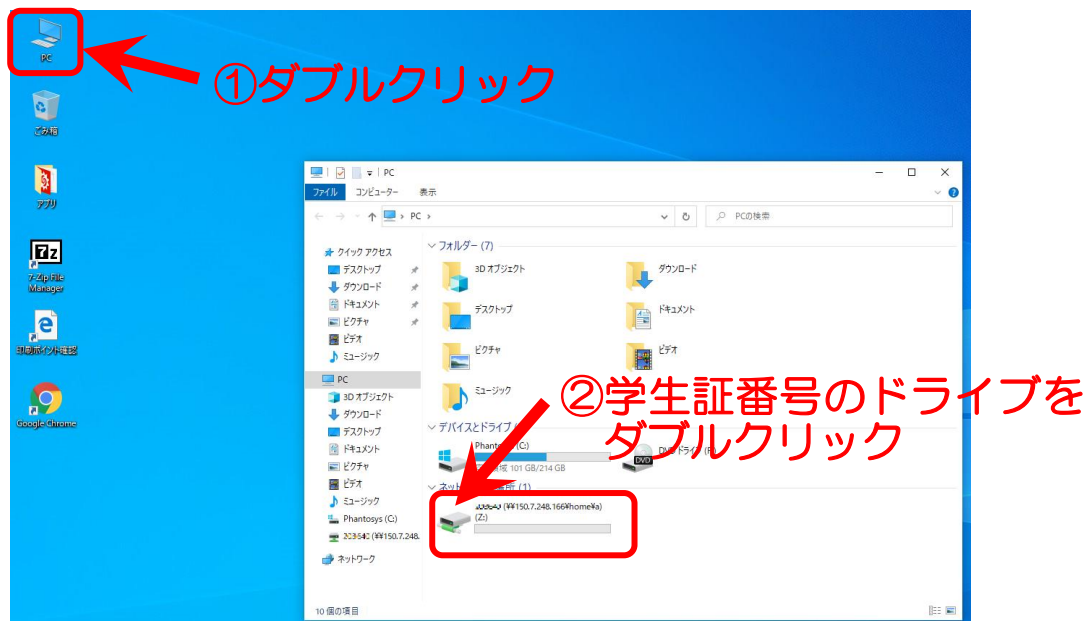 PC
①ダブルクリック
ごみ箱
アプリ
7-Zip File
Manager
印刷ポイント確認
Google Chrome
PC
ファイル コンピューター 表示
PC
PCの検索
クイック アクセス
デスクトップ
ダウンロード
ドキュメント
ピクチャ
ビデオ
ミュージック
PC
3D オブジェクト
ダウンロード
デスクトップ
ドキュメント
ピクチャ
ビデオ
ミュージック
Phantosys (C:)
(¥¥150.7.248.
ネットワーク
フォルダー (7)
3D オブジェクト
ダウンロード
デスクトップ
ドキュメント
ピクチャ
ビデオ
ミュージック
②学生証番号のドライブを
ダブルクリック
デバイスとドライブ
(C:)
101 GB/214 GB
DVD
(1)
(¥¥150.7.248.166¥home¥a)
(Z:)
10 個の項目